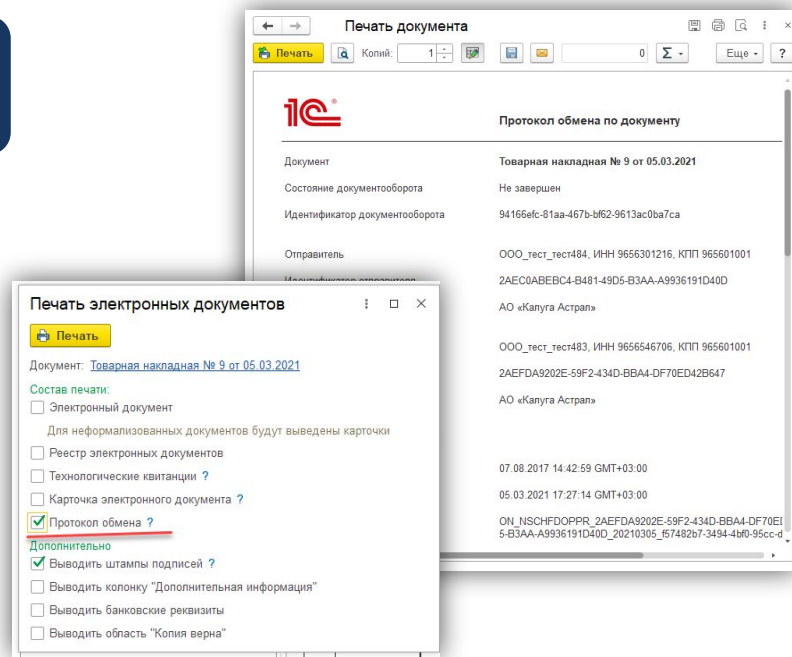 Печать документа
Печать
Копий: 1
0
Σ
Еще
?
1С
Протокол обмена по документу
Документ
Товарная накладная № 9 от 05.03.2021
Состояние документооборота
Не завершен
Идентификатор документооборота
94166efc-81aa-467b-bf62-9613ac0ba7ca
Отправитель
ООО_тест_тест484, ИНН 9656301216, КПП 965601001
Идентификатор отправителя
2AEC0ABEBC4-B481-49D5-B3AA-A9936191D40D
АО «Калуга Астрал»
ООО_тест_тест483, ИНН 9656546706, КПП 965601001
2AEFDA9202E-59F2-434D-BBA4-DF70ED42B647
АО «Калуга Астрал»
07.08.2017 14:42:59 GMT+03:00
05.03.2021 17:27:14 GMT+03:00
ON_NSCHFDOPPR_2AEFDA9202E-59F2-434D-BBA4-DF70E
5-B3AA-A9936191D40D_20210305_f57482b7-3494-4bf0-95cc-d
Печать электронных документов
Печать
Документ: Товарная накладная № 9 от 05.03.2021
Состав печати:
Электронный документ
Для неформализованных документов будут выведены карточки
Реестр электронных документов
Технологические квитанции ?
Карточка электронного документа ?
Протокол обмена ?
Дополнительно
Выводить штампы подписей ?
Выводить колонку "Дополнительная информация"
Выводить банковские реквизиты
Выводить область "Копия верна"